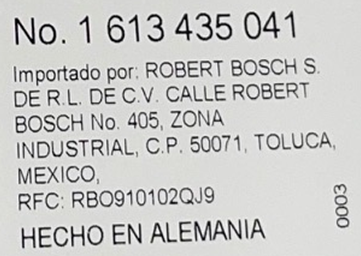 No. 1 613 435 041
Importado por: ROBERT BOSCH S.
DE R.L. DE C.V. CALLE ROBERT
BOSCH No. 405, ZONA
INDUSTRIAL, C.P. 50071, TOLUCA,
MEXICO,
RFC: RBO910102QJ9
HECHO EN ALEMANIA
0003